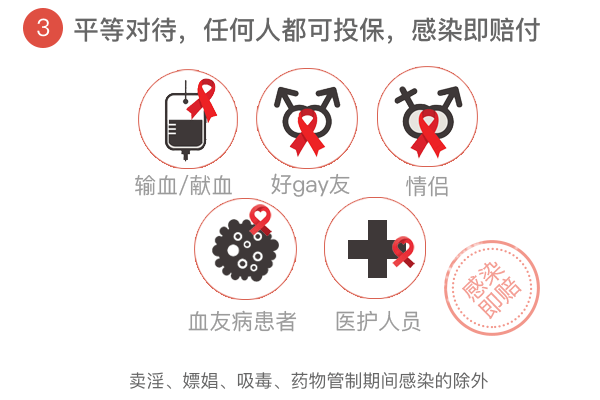 3 平等对待，任何人都可投保，感染即赔付
输血/献血 好gay友 情侣
血友病患者 医护人员
感染
即赔
卖淫、嫖娼、吸毒、药物管制期间感染的除外